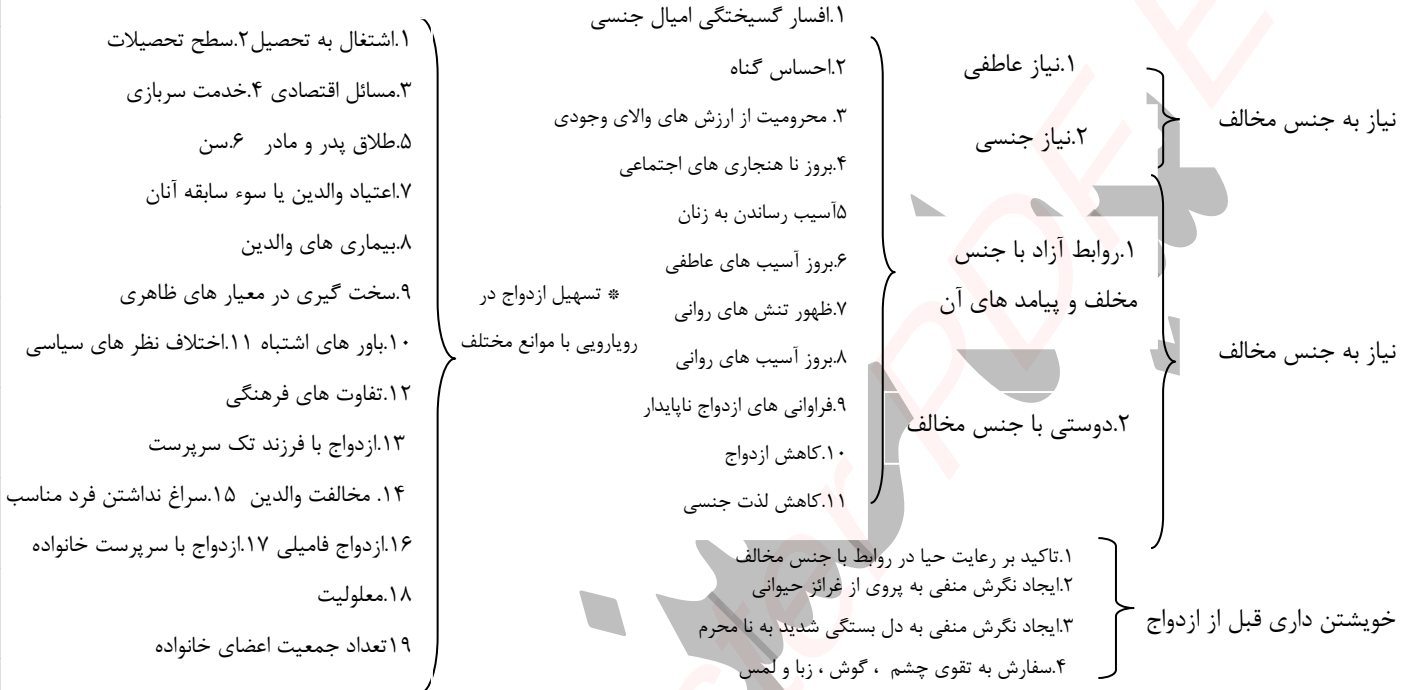 نیاز به جنس مخالف
۱.نیاز عاطفی
۲.نیاز جنسی
نیاز به جنس مخالف
۱.روابط آزاد با جنس
مخلف و پیامد های آن
۲.دوستی با جنس مخالف
۱.افسار گسیختگی امیال جنسی
۲.احساس گناه
۳. محرومیت از ارزش های والای وجودی
۴.بروز نا هنجاری های اجتماعی
۵آسیب رساندن به زنان
۶.بروز آسیب های عاطفی
۷.ظهور تنش های روانی
۸.بروز آسیب های روانی
۹.فراوانی های ازدواج ناپایدار
۱۰.کاهش ازدواج
۱۱.کاهش لذت جنسی
خویشتن داری قبل از ازدواج
۱.تاکید بر رعایت حیا در روابط با جنس مخالف
۲.ایجاد نگرش منفی به پروی از غرائز حیوانی
۳.ایجاد نگرش منفی به دل بستگی شدید به نا محرم
۴.سفارش به تقوی چشم ، گوش ، زبا و لمس
* تسهیل ازدواج در
رویارویی با موانع مختلف
۱.اشتغال به تحصیل۲.سطح تحصیلات
۳.مسائل اقتصادی ۴.خدمت سربازی
۵.طلاق پدر و مادر ۶.سن
۷.اعتیاد والدین یا سوء سابقه آنان
۸.بیماری های والدین
۹.سخت گیری در معیار های ظاهری
۱۰.باور های اشتباه ۱۱.اختلاف نظر های سیاسی
۱۲.تفاوت های فرهنگی
۱۳.ازدواج با فرزند تک سرپرست
۱۴. مخالفت والدین ۱۵.سراغ نداشتن فرد مناسب
۱۶.ازدواج فامیلی ۱۷.ازدواج با سرپرست خانواده
۱۸.معلولیت
۱۹تعداد جمعیت اعضای خانواده